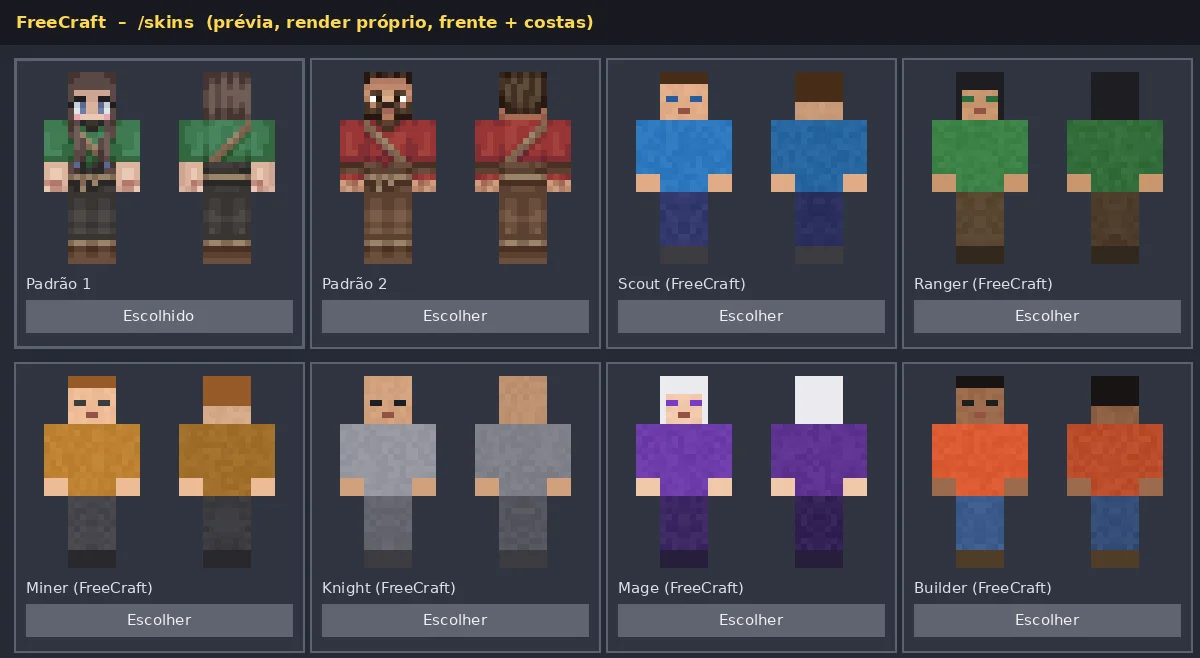 FreeCraft – /skins (prévia, render próprio, frente + costas)
Padrão 1
Padrão 2
Scout (FreeCraft)
Ranger (FreeCraft)
Escolhido
Escolher
Escolher
Escolher
Miner (FreeCraft)
Knight (FreeCraft)
Mage (FreeCraft)
Builder (FreeCraft)
Escolher
Escolher
Escolher
Escolher